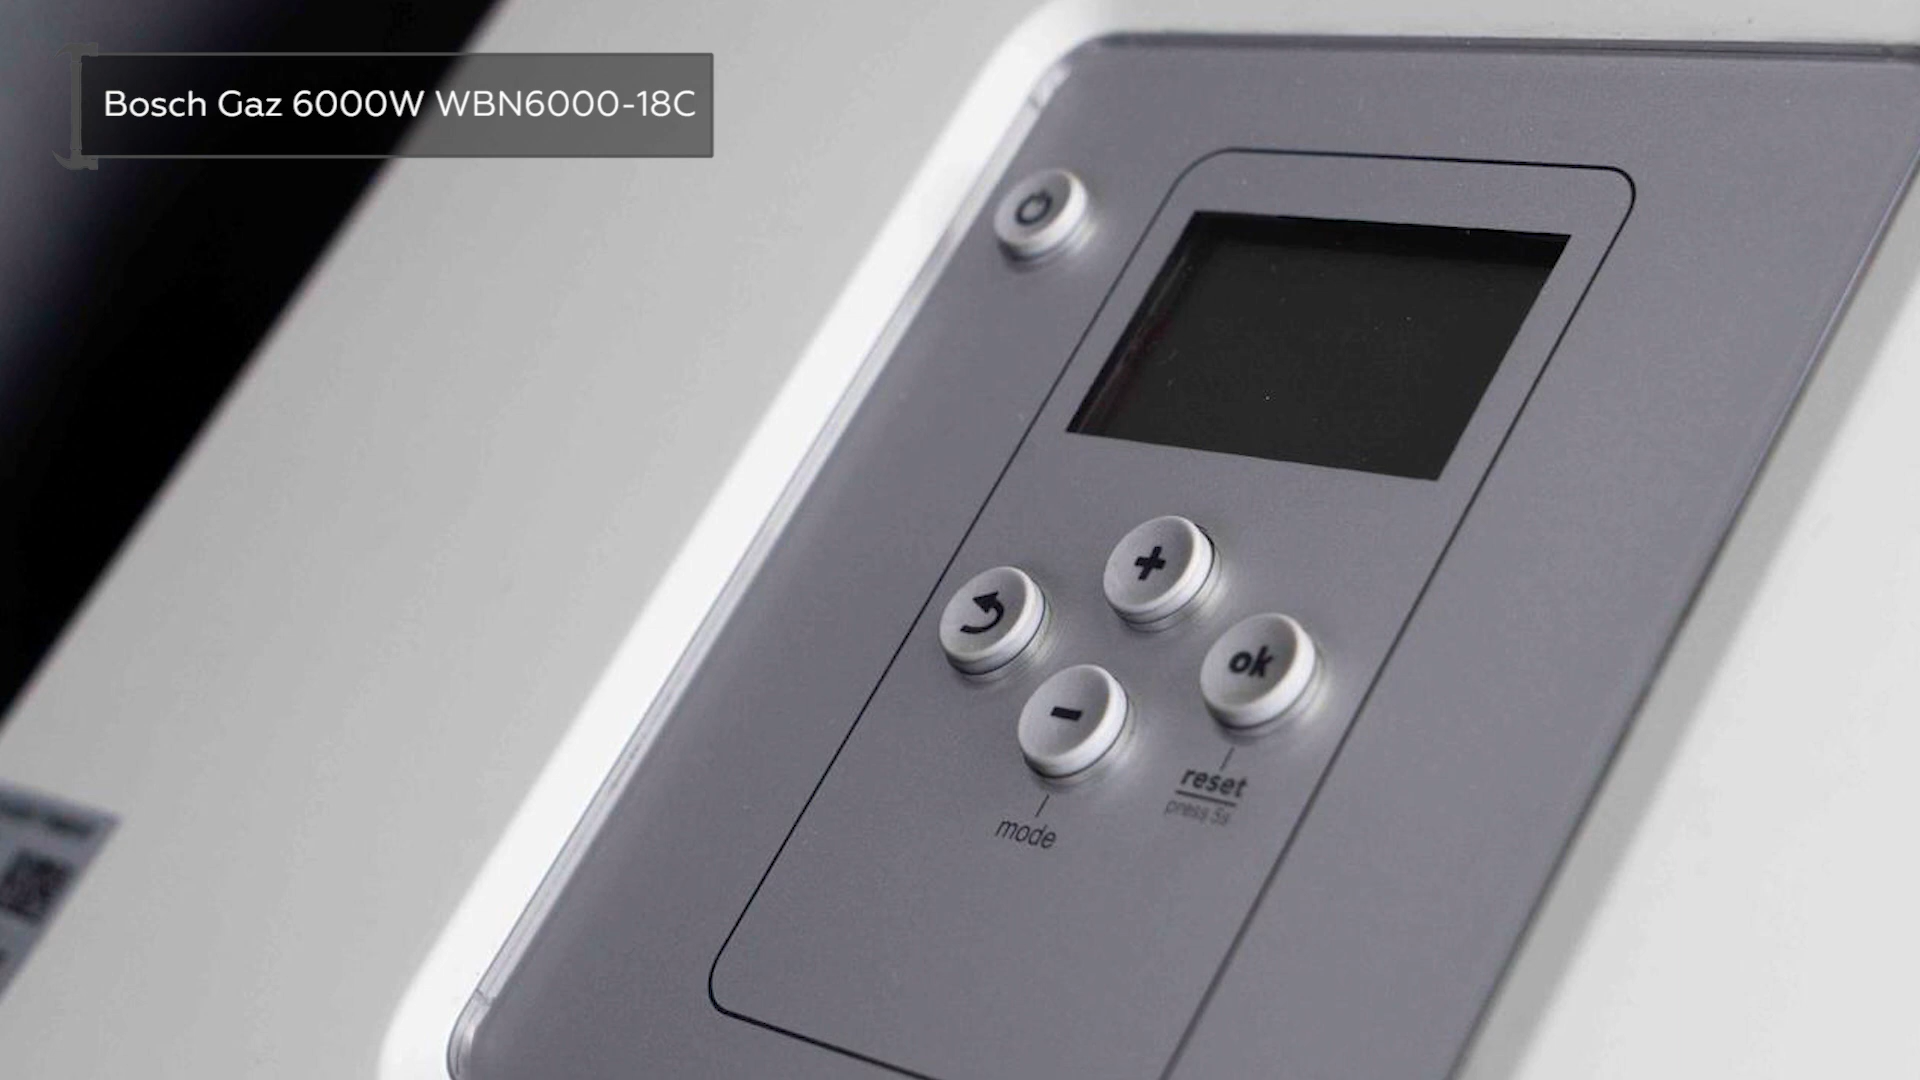 Bosch Gaz 6000W WBN6000-18C
+
ok
-
reset
press 5s
mode